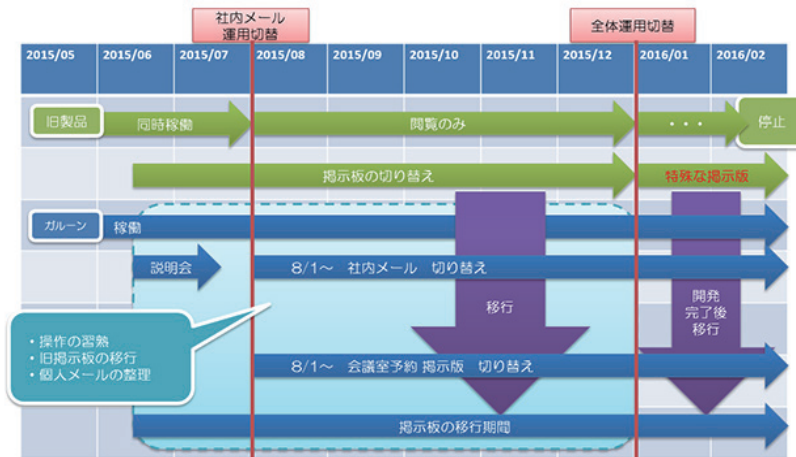 社内メール
運用切替
全体運用切替
2015/05
2015/06
2015/07
2015/08
2015/09
2015/10
2015/11
2015/12
2016/01
2016/02
旧製品
同時稼働
閲覧のみ
・・・
停止
掲示板の切り替え
特殊な掲示版
ガルーン
稼働
説明会
8/1～ 社内メール 切り替え
移行
開発
完了後
移行
・操作の習熟
・旧掲示板の移行
・個人メールの整理
8/1～ 会議室予約 掲示版 切り替え
掲示板の移行期間